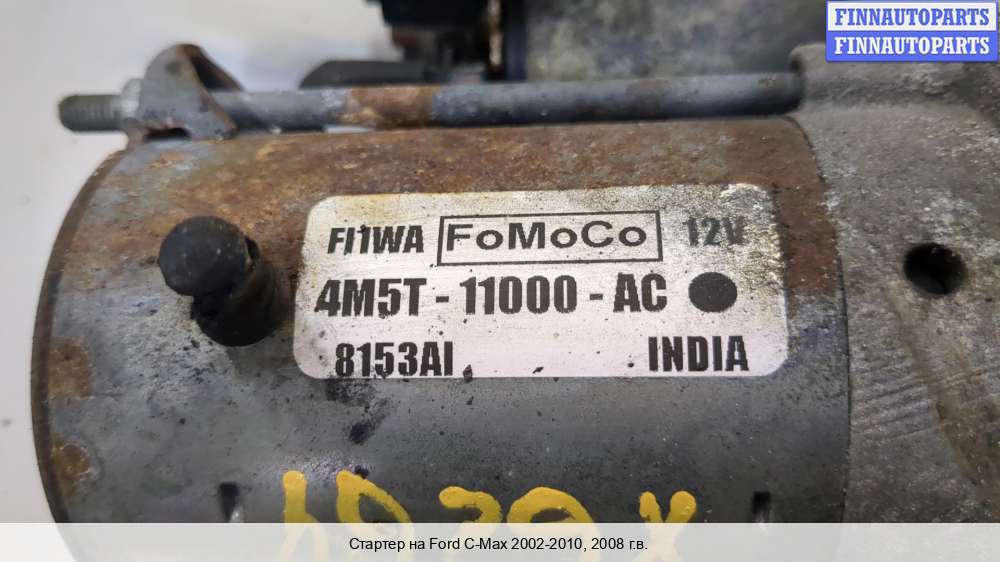 FINNAUTOPARTS
FINNAUTOPARTS
FI1WA FoMoCo 12V
4M5T - 11000 - AC
8153AI INDIA
Стартер на Ford C-Max 2002-2010, 2008 г.в.